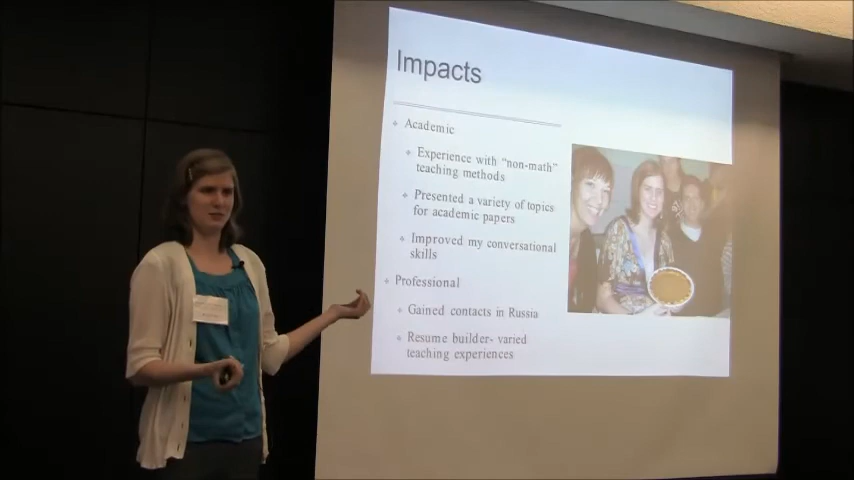 Impacts
Academic
Experience with "non-math"
teaching methods
Presented a variety of topics
for academic papers
Improved my conversational
skills
Professional
Gained contacts in Russia
Resume builder- varied
teaching experiences